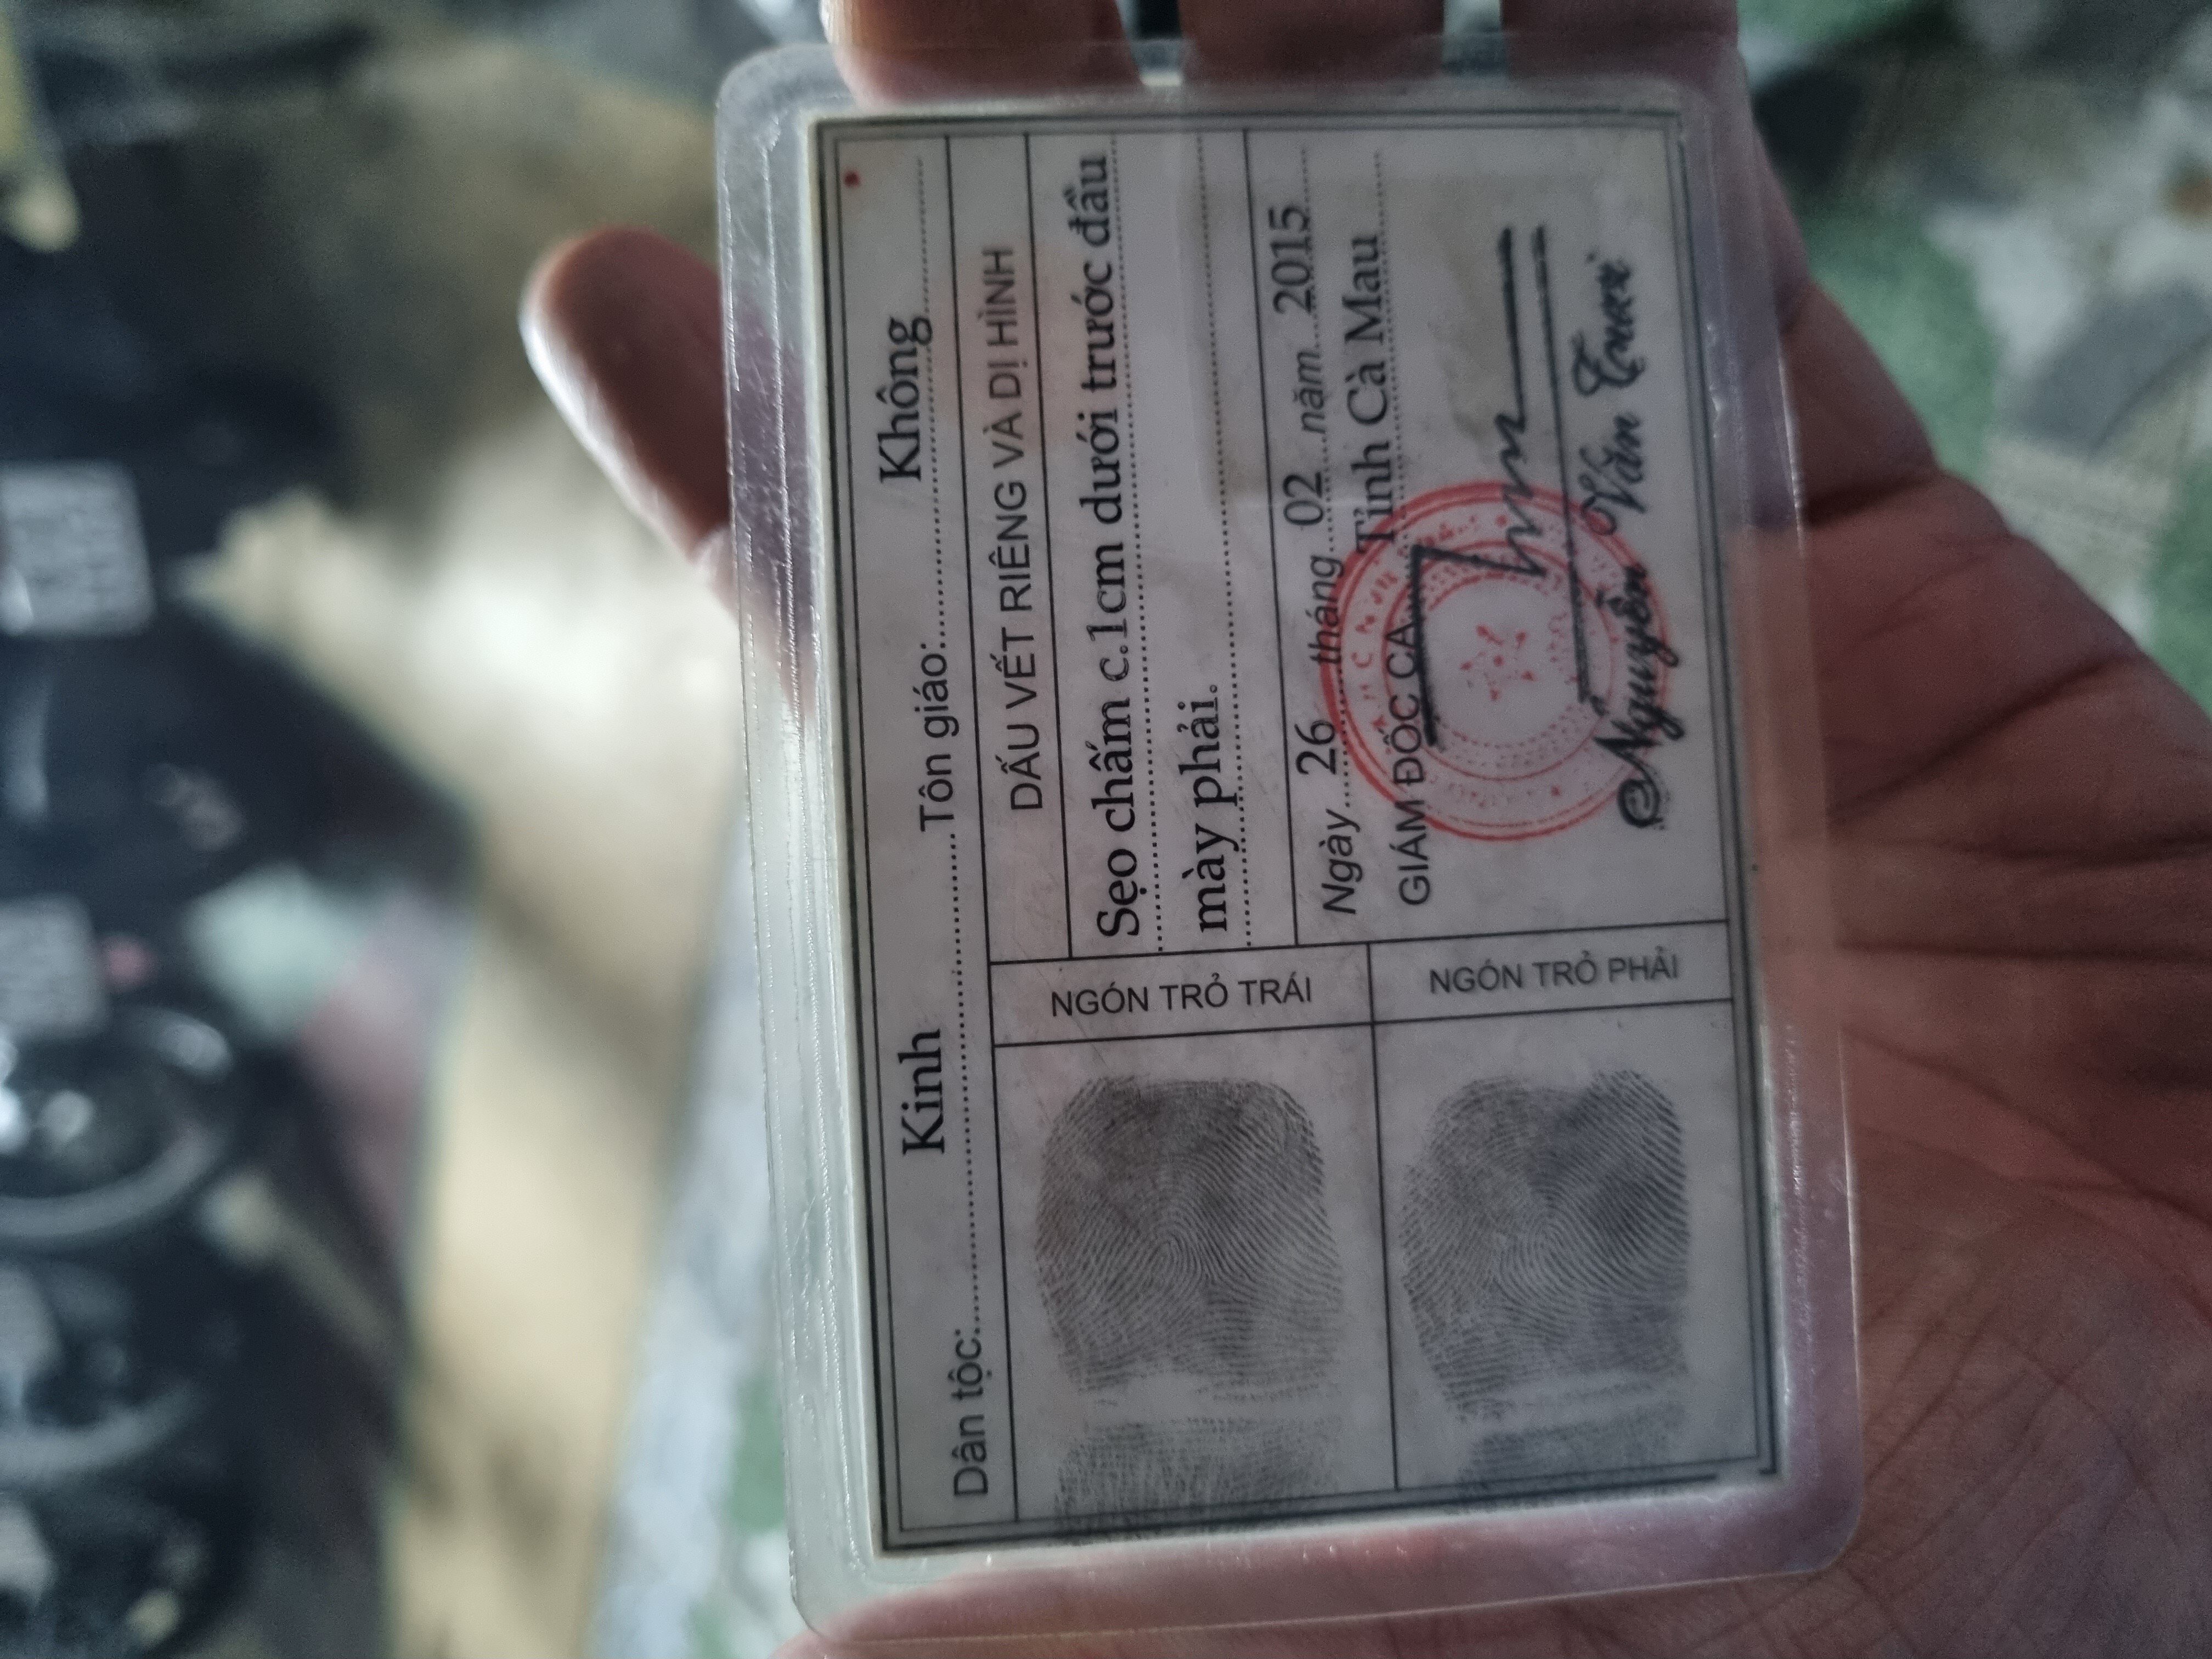 Dân tộc: Kinh Tôn giáo: Không
DẤU VẾT RIÊNG VÀ DỊ HÌNH
Sẹo chấm c.1cm dưới trước đầu
mày phải.
Ngày 26 tháng 02 năm 2015
GIÁM ĐỐC CA Tỉnh Cà Mau
Nguyễn Văn
NGÓN TRỎ TRÁI
NGÓN TRỎ PHẢI